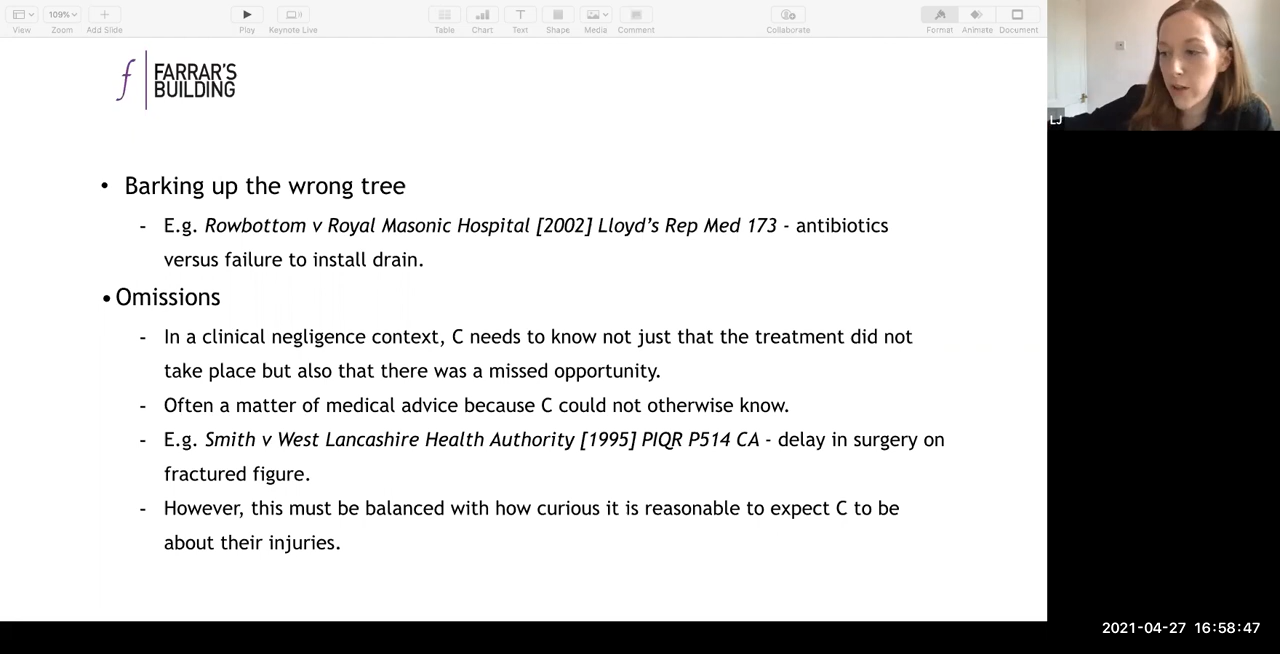 109%
View
Zoom
Add Slide
Play
Keynote Live
Table
Chart
Text
Shape
Media
Comment
Collaborate
Format
Animate
Document
f FARRAR'S
BUILDING
LJ
• Barking up the wrong tree
- E.g. Rowbottom v Royal Masonic Hospital [2002] Lloyd's Rep Med 173 - antibiotics
versus failure to install drain.
• Omissions
- In a clinical negligence context, C needs to know not just that the treatment did not
take place but also that there was a missed opportunity.
- Often a matter of medical advice because C could not otherwise know.
- E.g. Smith v West Lancashire Health Authority [1995] PIQR P514 CA - delay in surgery on
fractured figure.
- However, this must be balanced with how curious it is reasonable to expect C to be
about their injuries.
2021-04-27 16:58:47